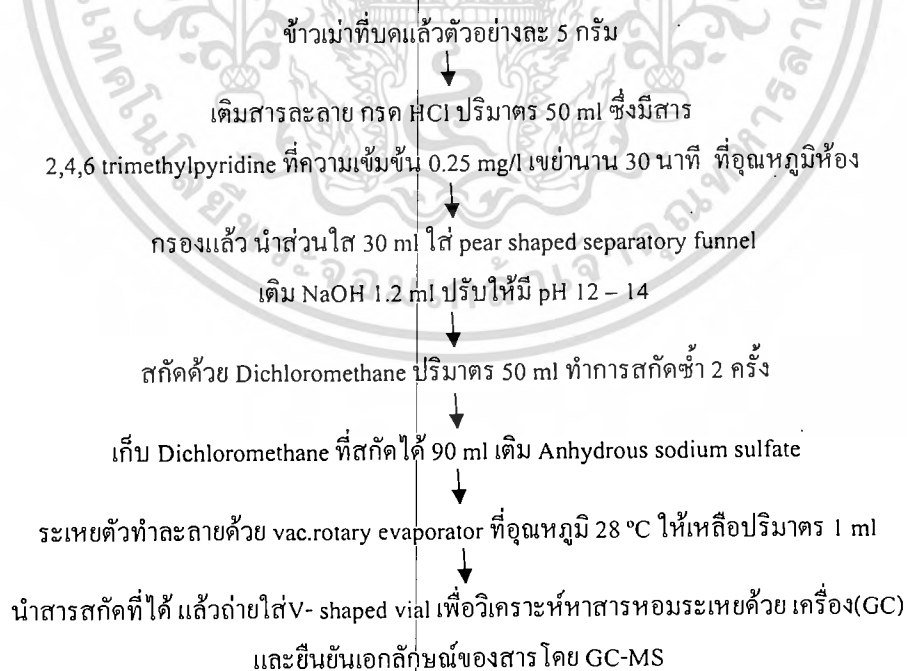 ข้าวเม่าที่บดแล้วตัวอย่างละ 5 กรัม
เติมสารละลาย กรด HCl ปริมาตร 50 ml ซึ่งมีสาร
2,4,6 trimethylpyridine ที่ความเข้มข้น 0.25 mg/l เขย่านาน 30 นาที ที่อุณหภูมิห้อง
กรองแล้ว นำส่วนใส 30 ml ใส่ pear shaped separatory funnel
เติม NaOH 1.2 ml ปรับให้มี pH 12 – 14
สกัดด้วย Dichloromethane ปริมาตร 50 ml ทำการสกัดซ้ำ 2 ครั้ง
เก็บ Dichloromethane ที่สกัดได้ 90 ml เติม Anhydrous sodium sulfate
ระเหยตัวทำละลายด้วย vac.rotary evaporator ที่อุณหภูมิ 28 °C ให้เหลือปริมาตร 1 ml
นำสารสกัดที่ได้ แล้วถ่ายใส่V- shaped vial เพื่อวิเคราะห์หาสารหอมระเหยด้วย เครื่อง(GC)
และยืนยันเอกลักษณ์ของสารโดย GC-MS